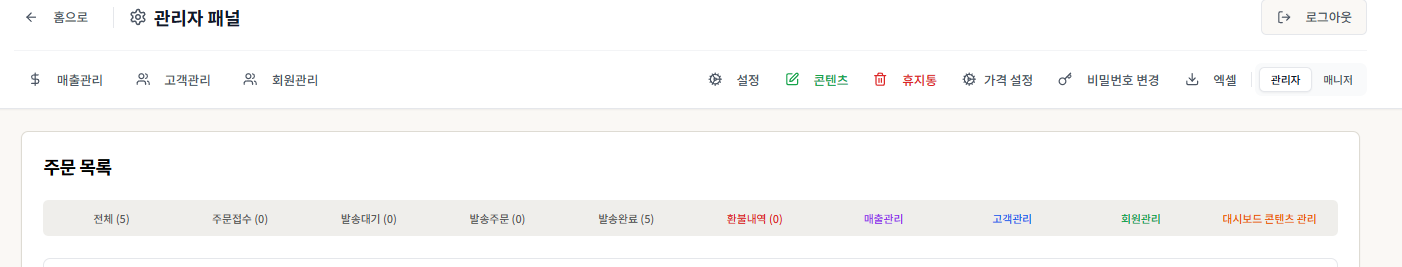 홈으로 관리자 패널 로그아웃
매출관리 고객관리 회원관리 설정 콘텐츠 휴지통 가격 설정 비밀번호 변경 엑셀 관리자 매니저
주문 목록
전체 (5) 주문접수 (0) 발송대기 (0) 발송주문 (0) 발송완료 (5) 환불내역 (0) 매출관리 고객관리 회원관리 대시보드 콘텐츠 관리